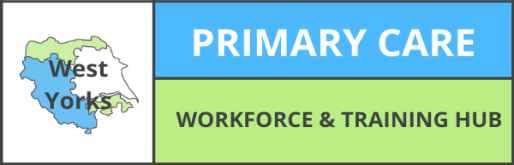 West
Yorks
PRIMARY CARE
WORKFORCE & TRAINING HUB